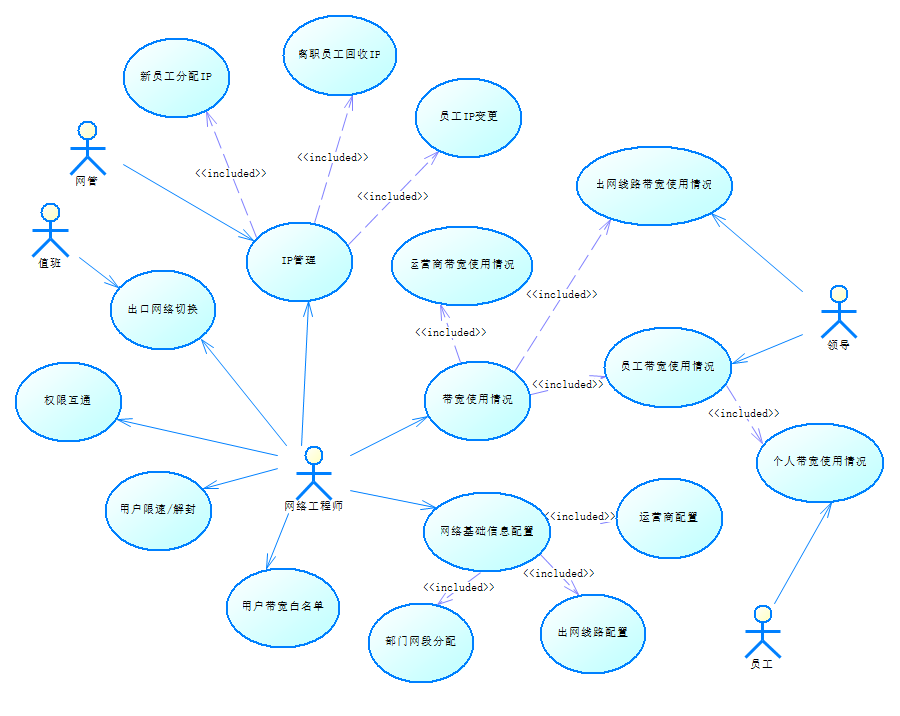 离职员工回收IP
新员工分配IP
员工IP变更
<<included>>
<<included>>
<<included>>
网管
出网线路带宽使用情况
值班
IP管理
运营商带宽使用情况
<<included>>
出口网络切换
<<included>>
领导
员工带宽使用情况
<<included>>
权限互通
带宽使用情况
<<included>>
个人带宽使用情况
网络工程师
用户限速/解封
<<included>>
运营商配置
网络基础信息配置
<<included>>
<<included>>
用户带宽白名单
部门网段分配
出网线路配置
员工